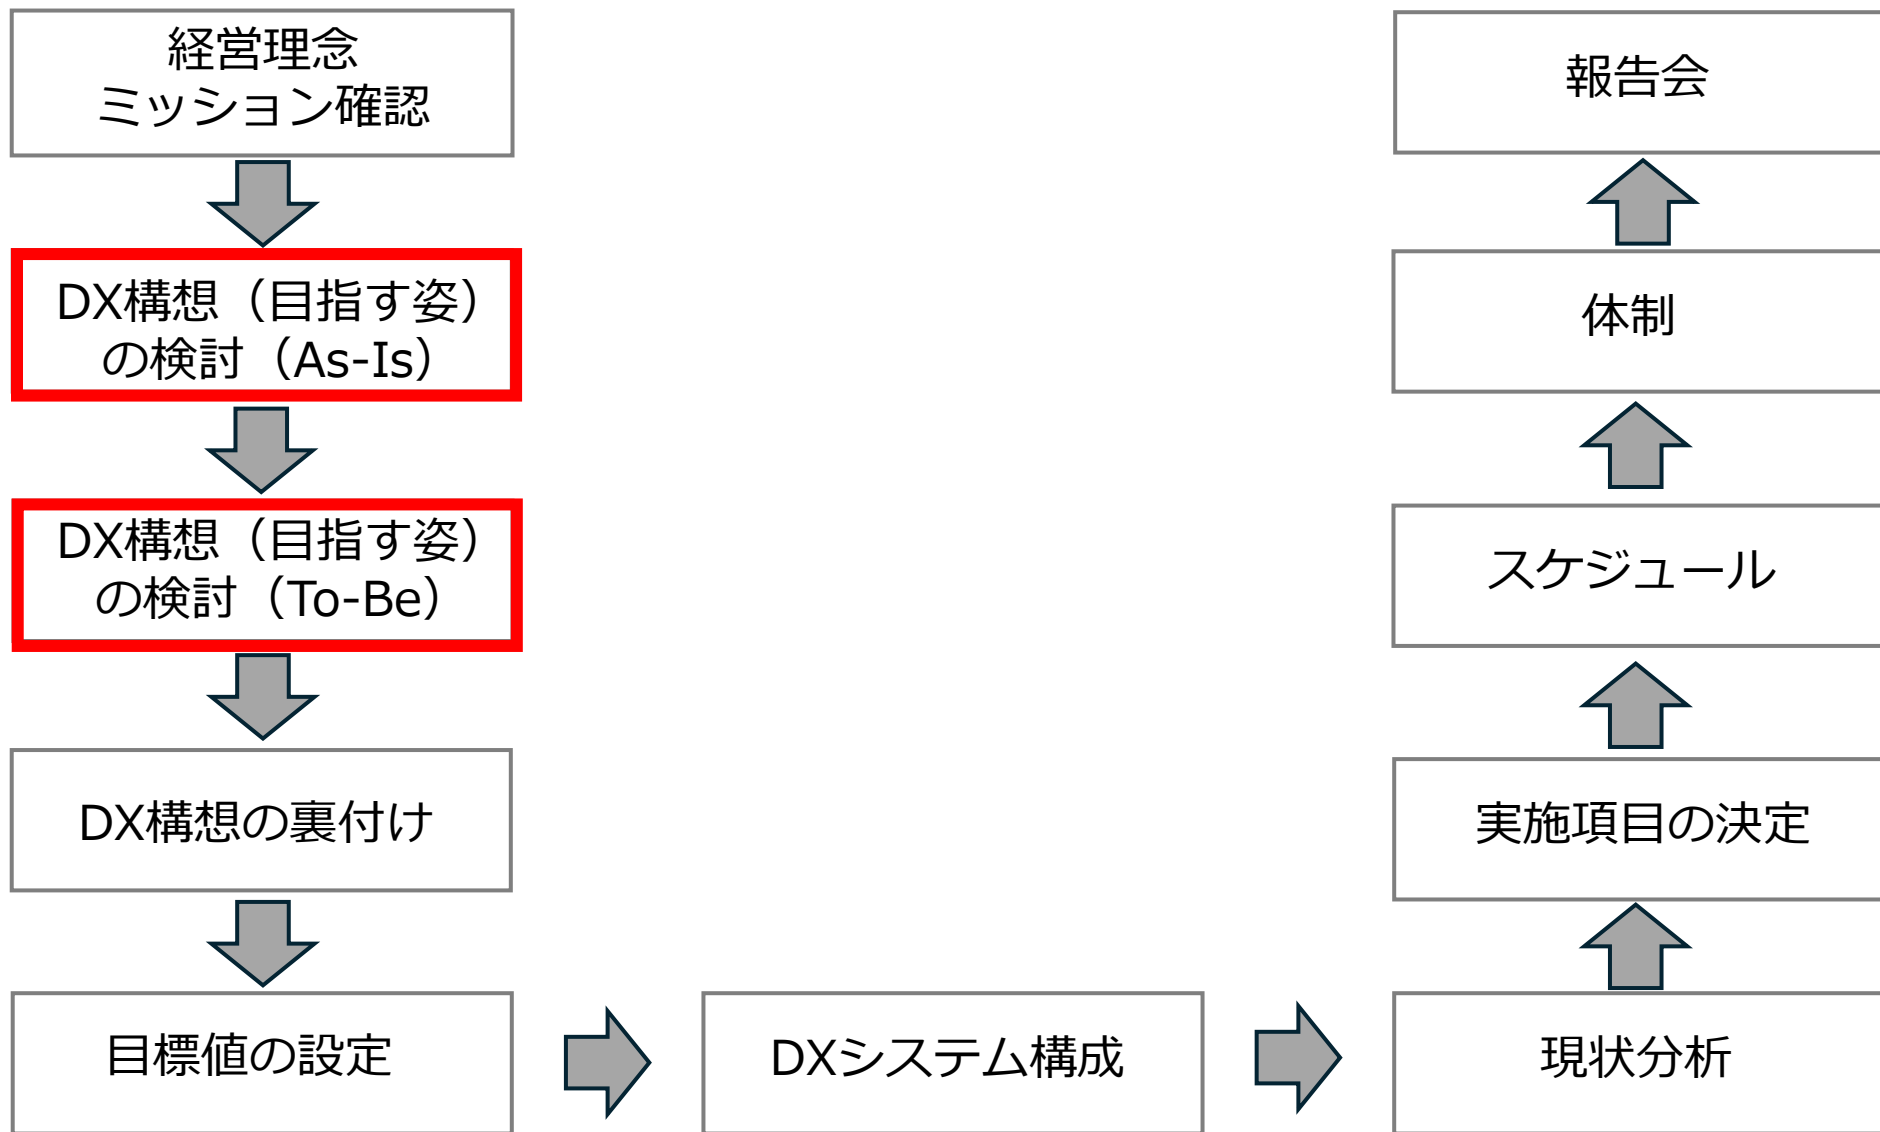 経営理念
ミッション確認
DX構想（目指す姿）
の検討（As-Is）
DX構想（目指す姿）
の検討（To-Be）
DX構想の裏付け
目標値の設定
DXシステム構成
現状分析
実施項目の決定
スケジュール
体制
報告会